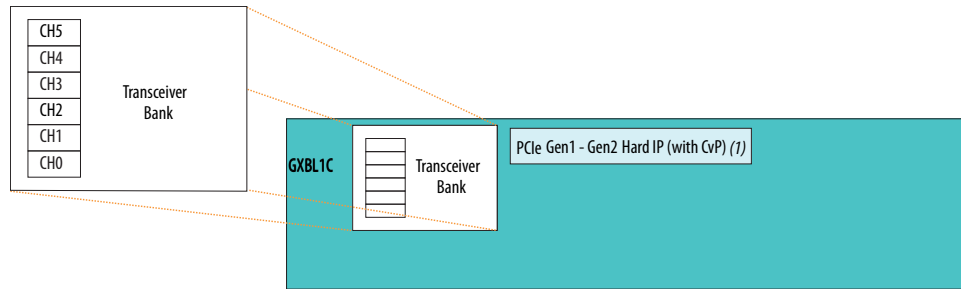 CH5
CH4
CH3
CH2
CH1
CH0
Transceiver
Bank
GXBL1C
Transceiver
Bank
PCIe Gen1 - Gen2 Hard IP (with CvP) (1)